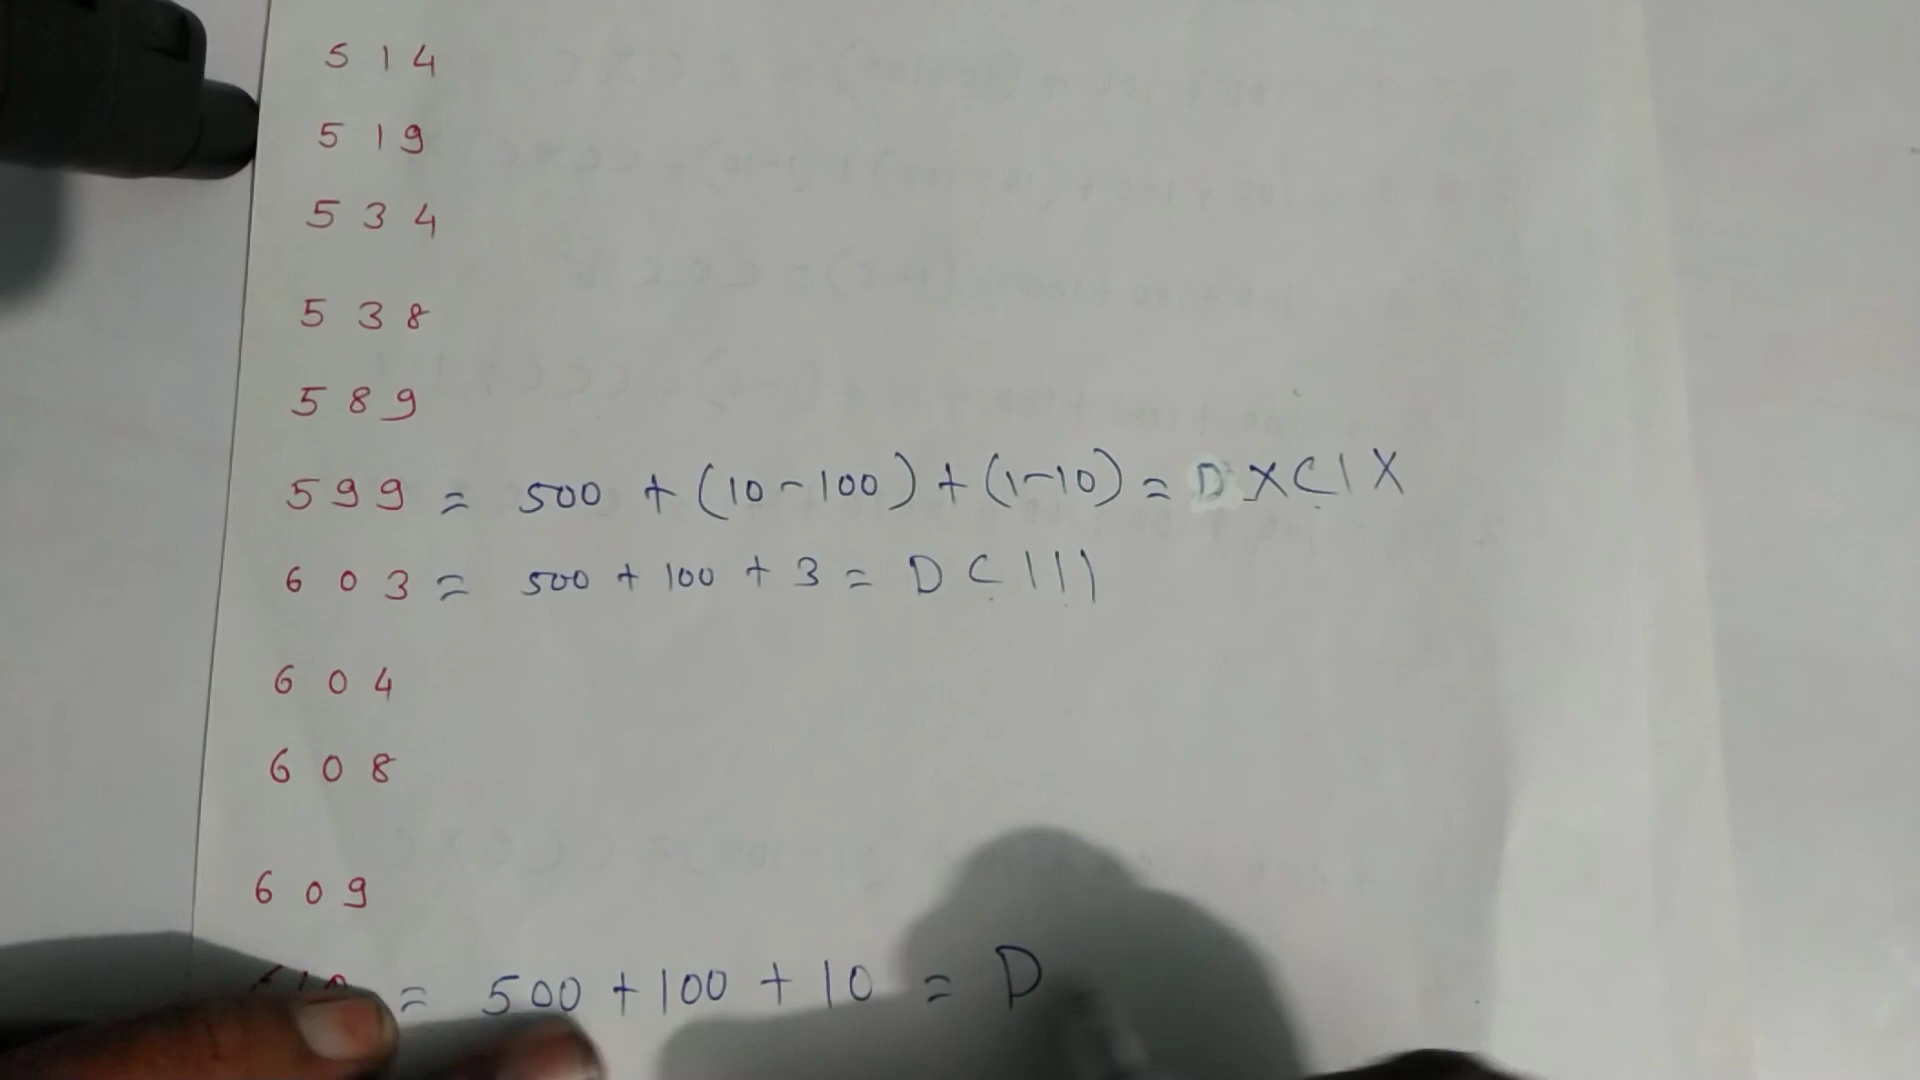 514
519
534
538
589
599 = 500 + (10-100) + (1-10) = DXCIX
603 = 500 + 100 + 3 = DCIII
604
608
609
= 500 + 100 + 10 = D